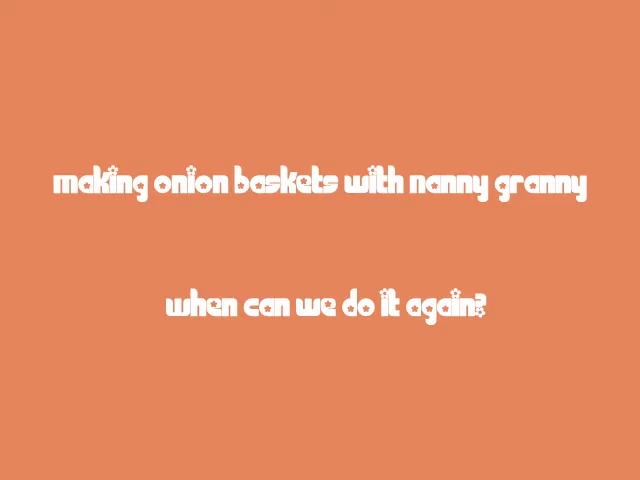 making onion baskets with nanny granny
when can we do it again?